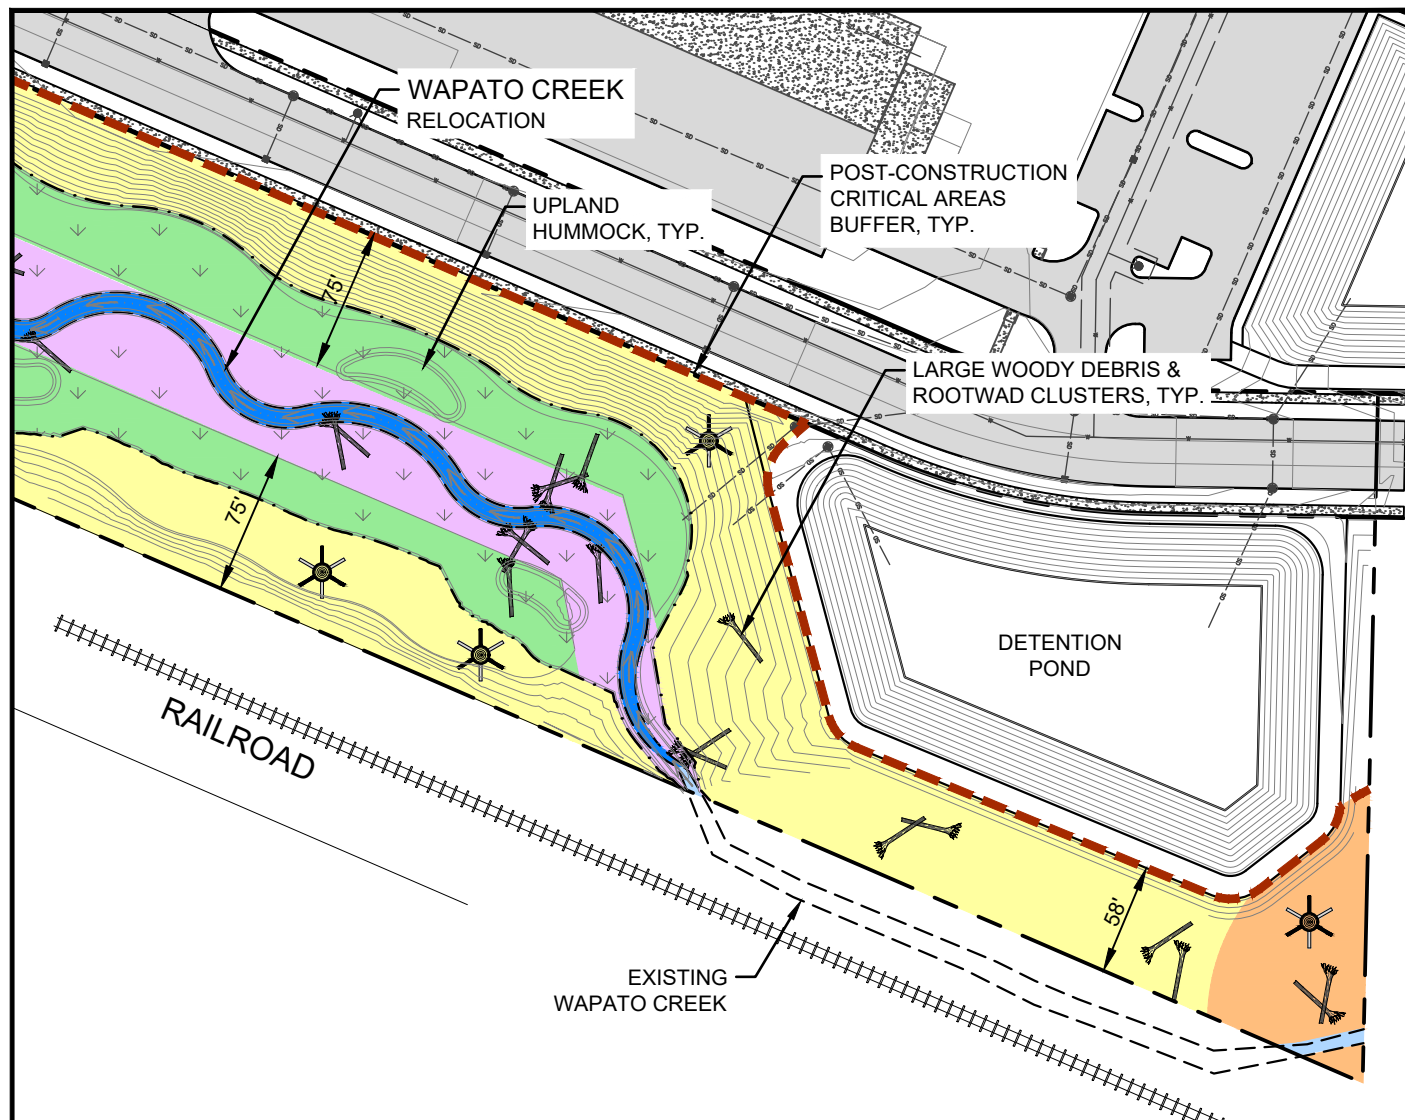 WAPATO CREEK
RELOCATION
UPLAND
HUMMOCK, TYP.
POST-CONSTRUCTION
CRITICAL AREAS
BUFFER, TYP.
LARGE WOODY DEBRIS &
ROOTWAD CLUSTERS, TYP.
75'
75'
DETENTION
POND
RAILROAD
58'
EXISTING
WAPATO CREEK